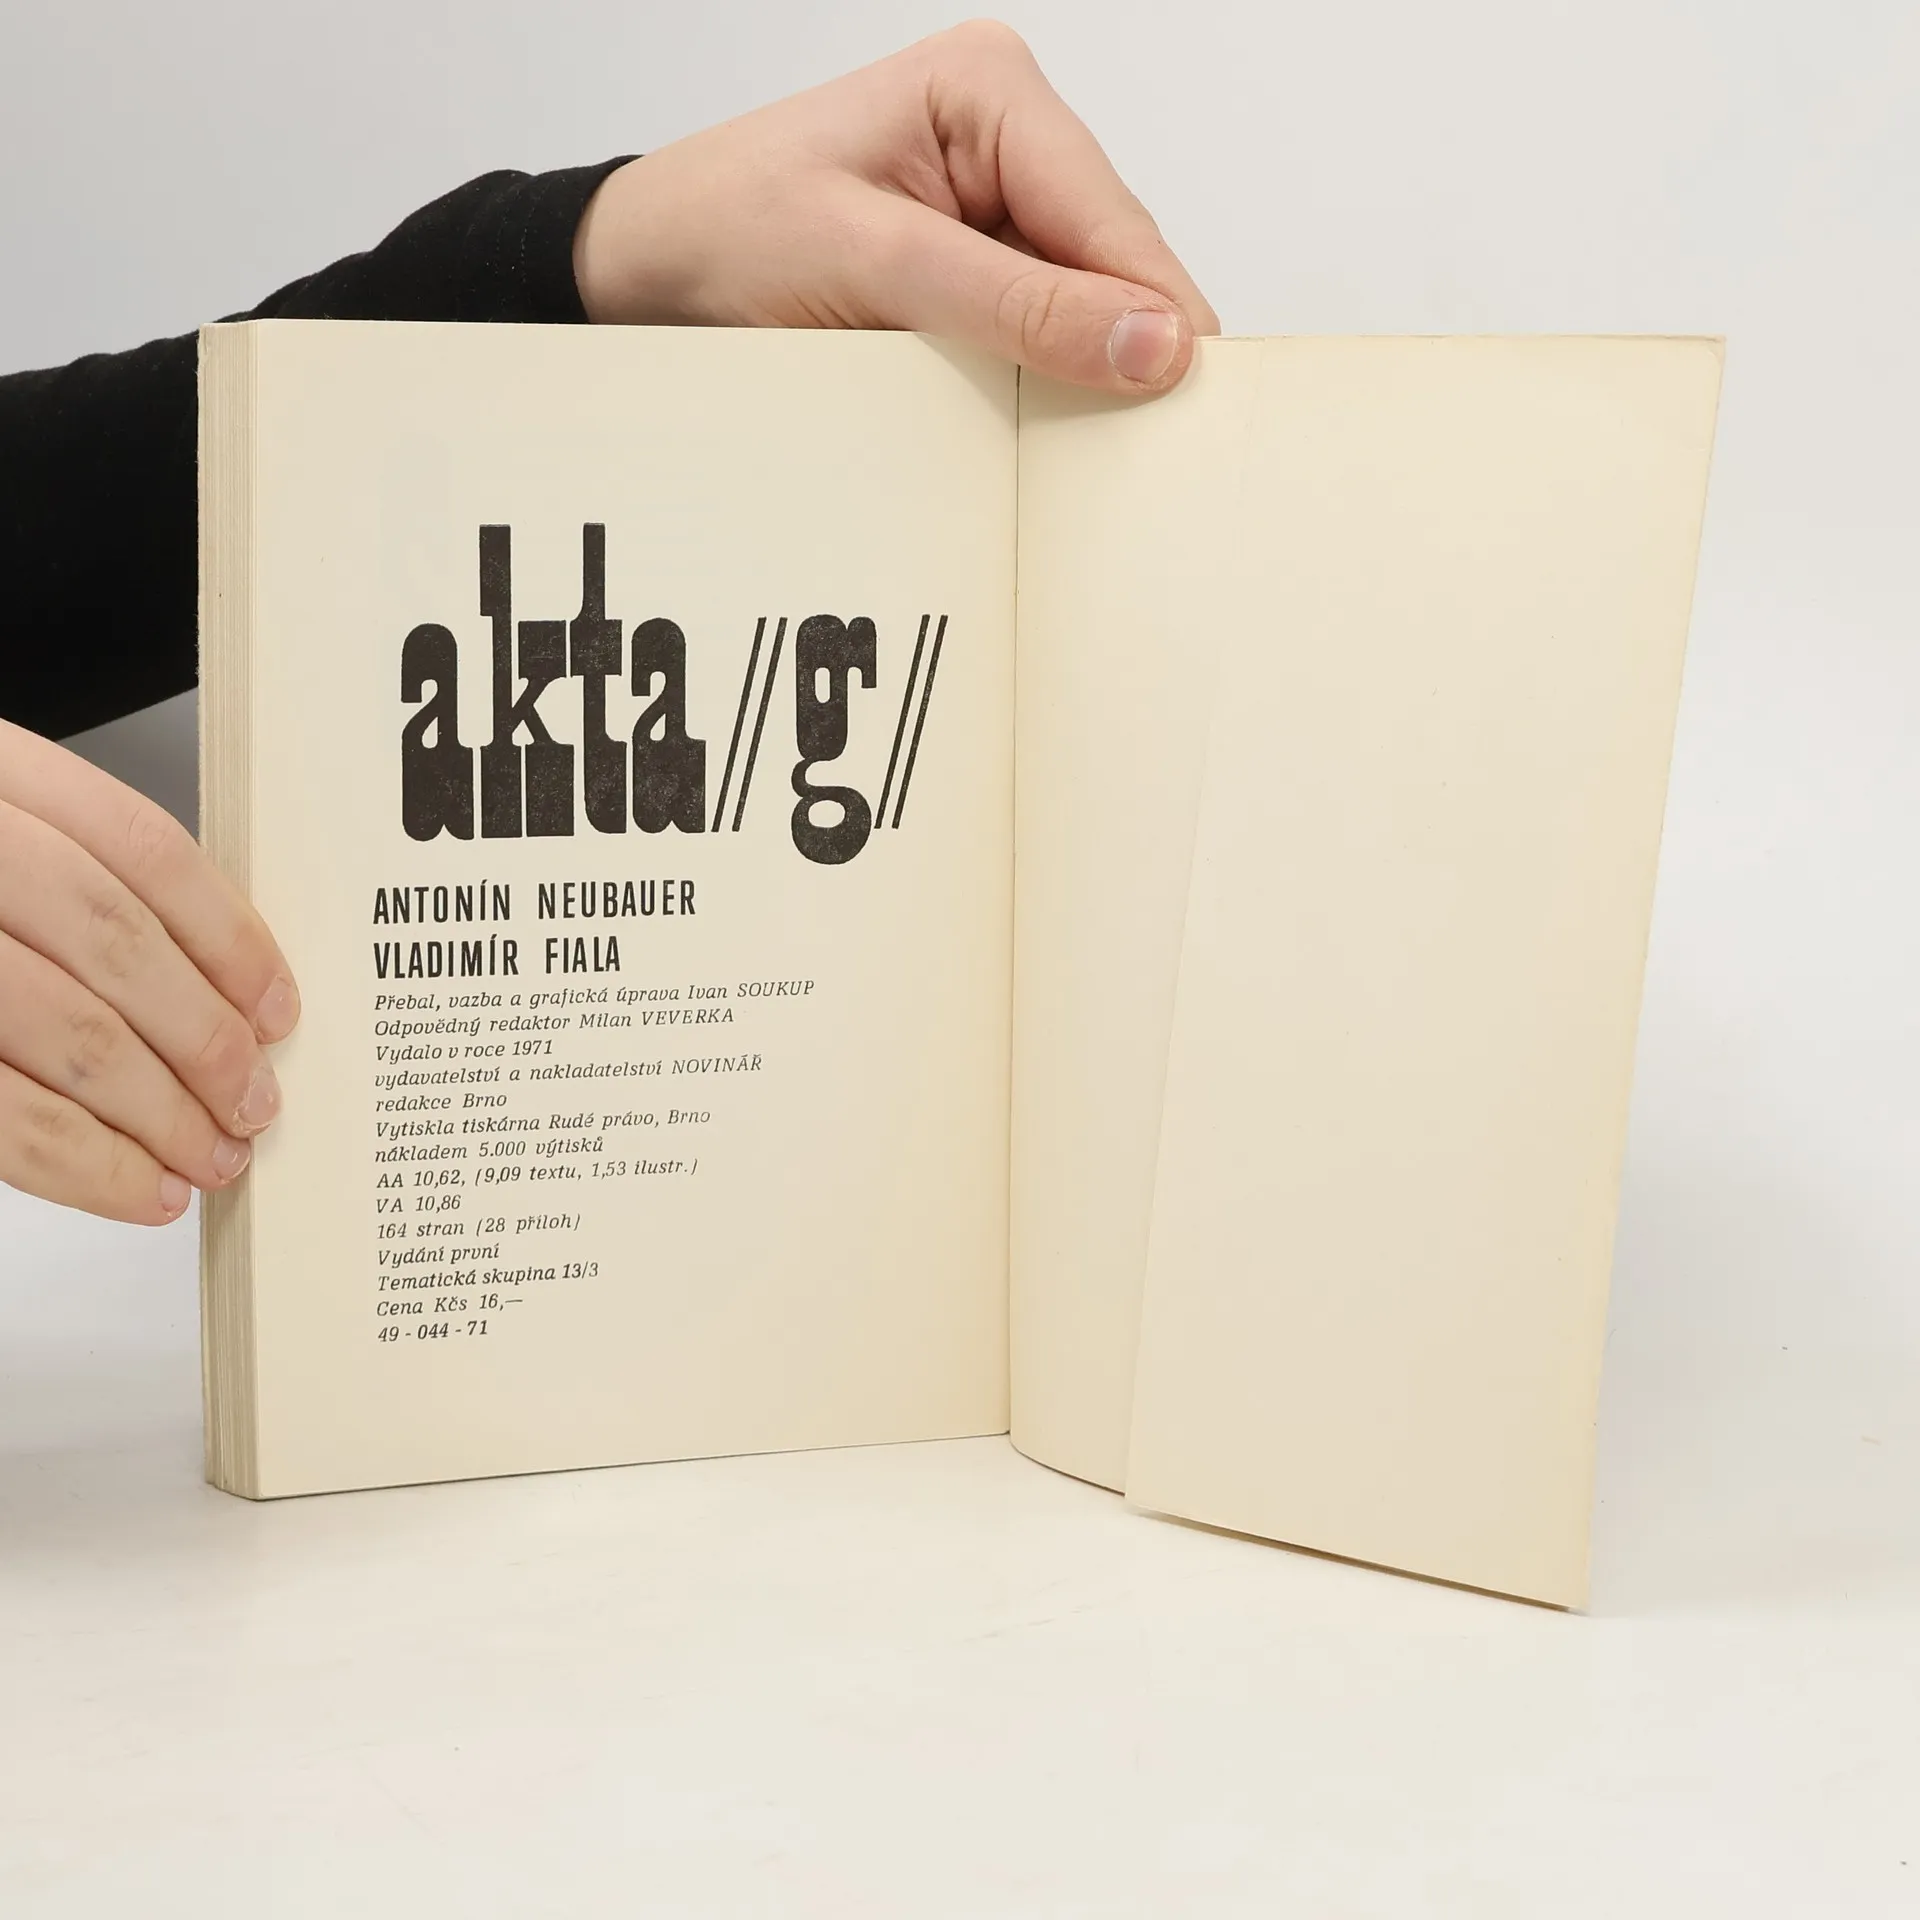 akta //g//
ANTONÍN NEUBAUER
VLADIMÍR FIALA
Přebal, vazba a grafická úprava Ivan SOUKUP
Odpovědný redaktor Milan VEVERKA
Vydalo v roce 1971
vydavatelství a nakladatelství NOVINÁŘ
redakce Brno
Vytiskla tiskárna Rudé právo, Brno
nákladem 5.000 výtisků
AA 10,62, (9,09 textu, 1,53 ilustr.)
VA 10,86
164 stran (28 příloh)
Vydání první
Tematická skupina 13/3
Cena Kčs 16,—
49 - 044 - 71